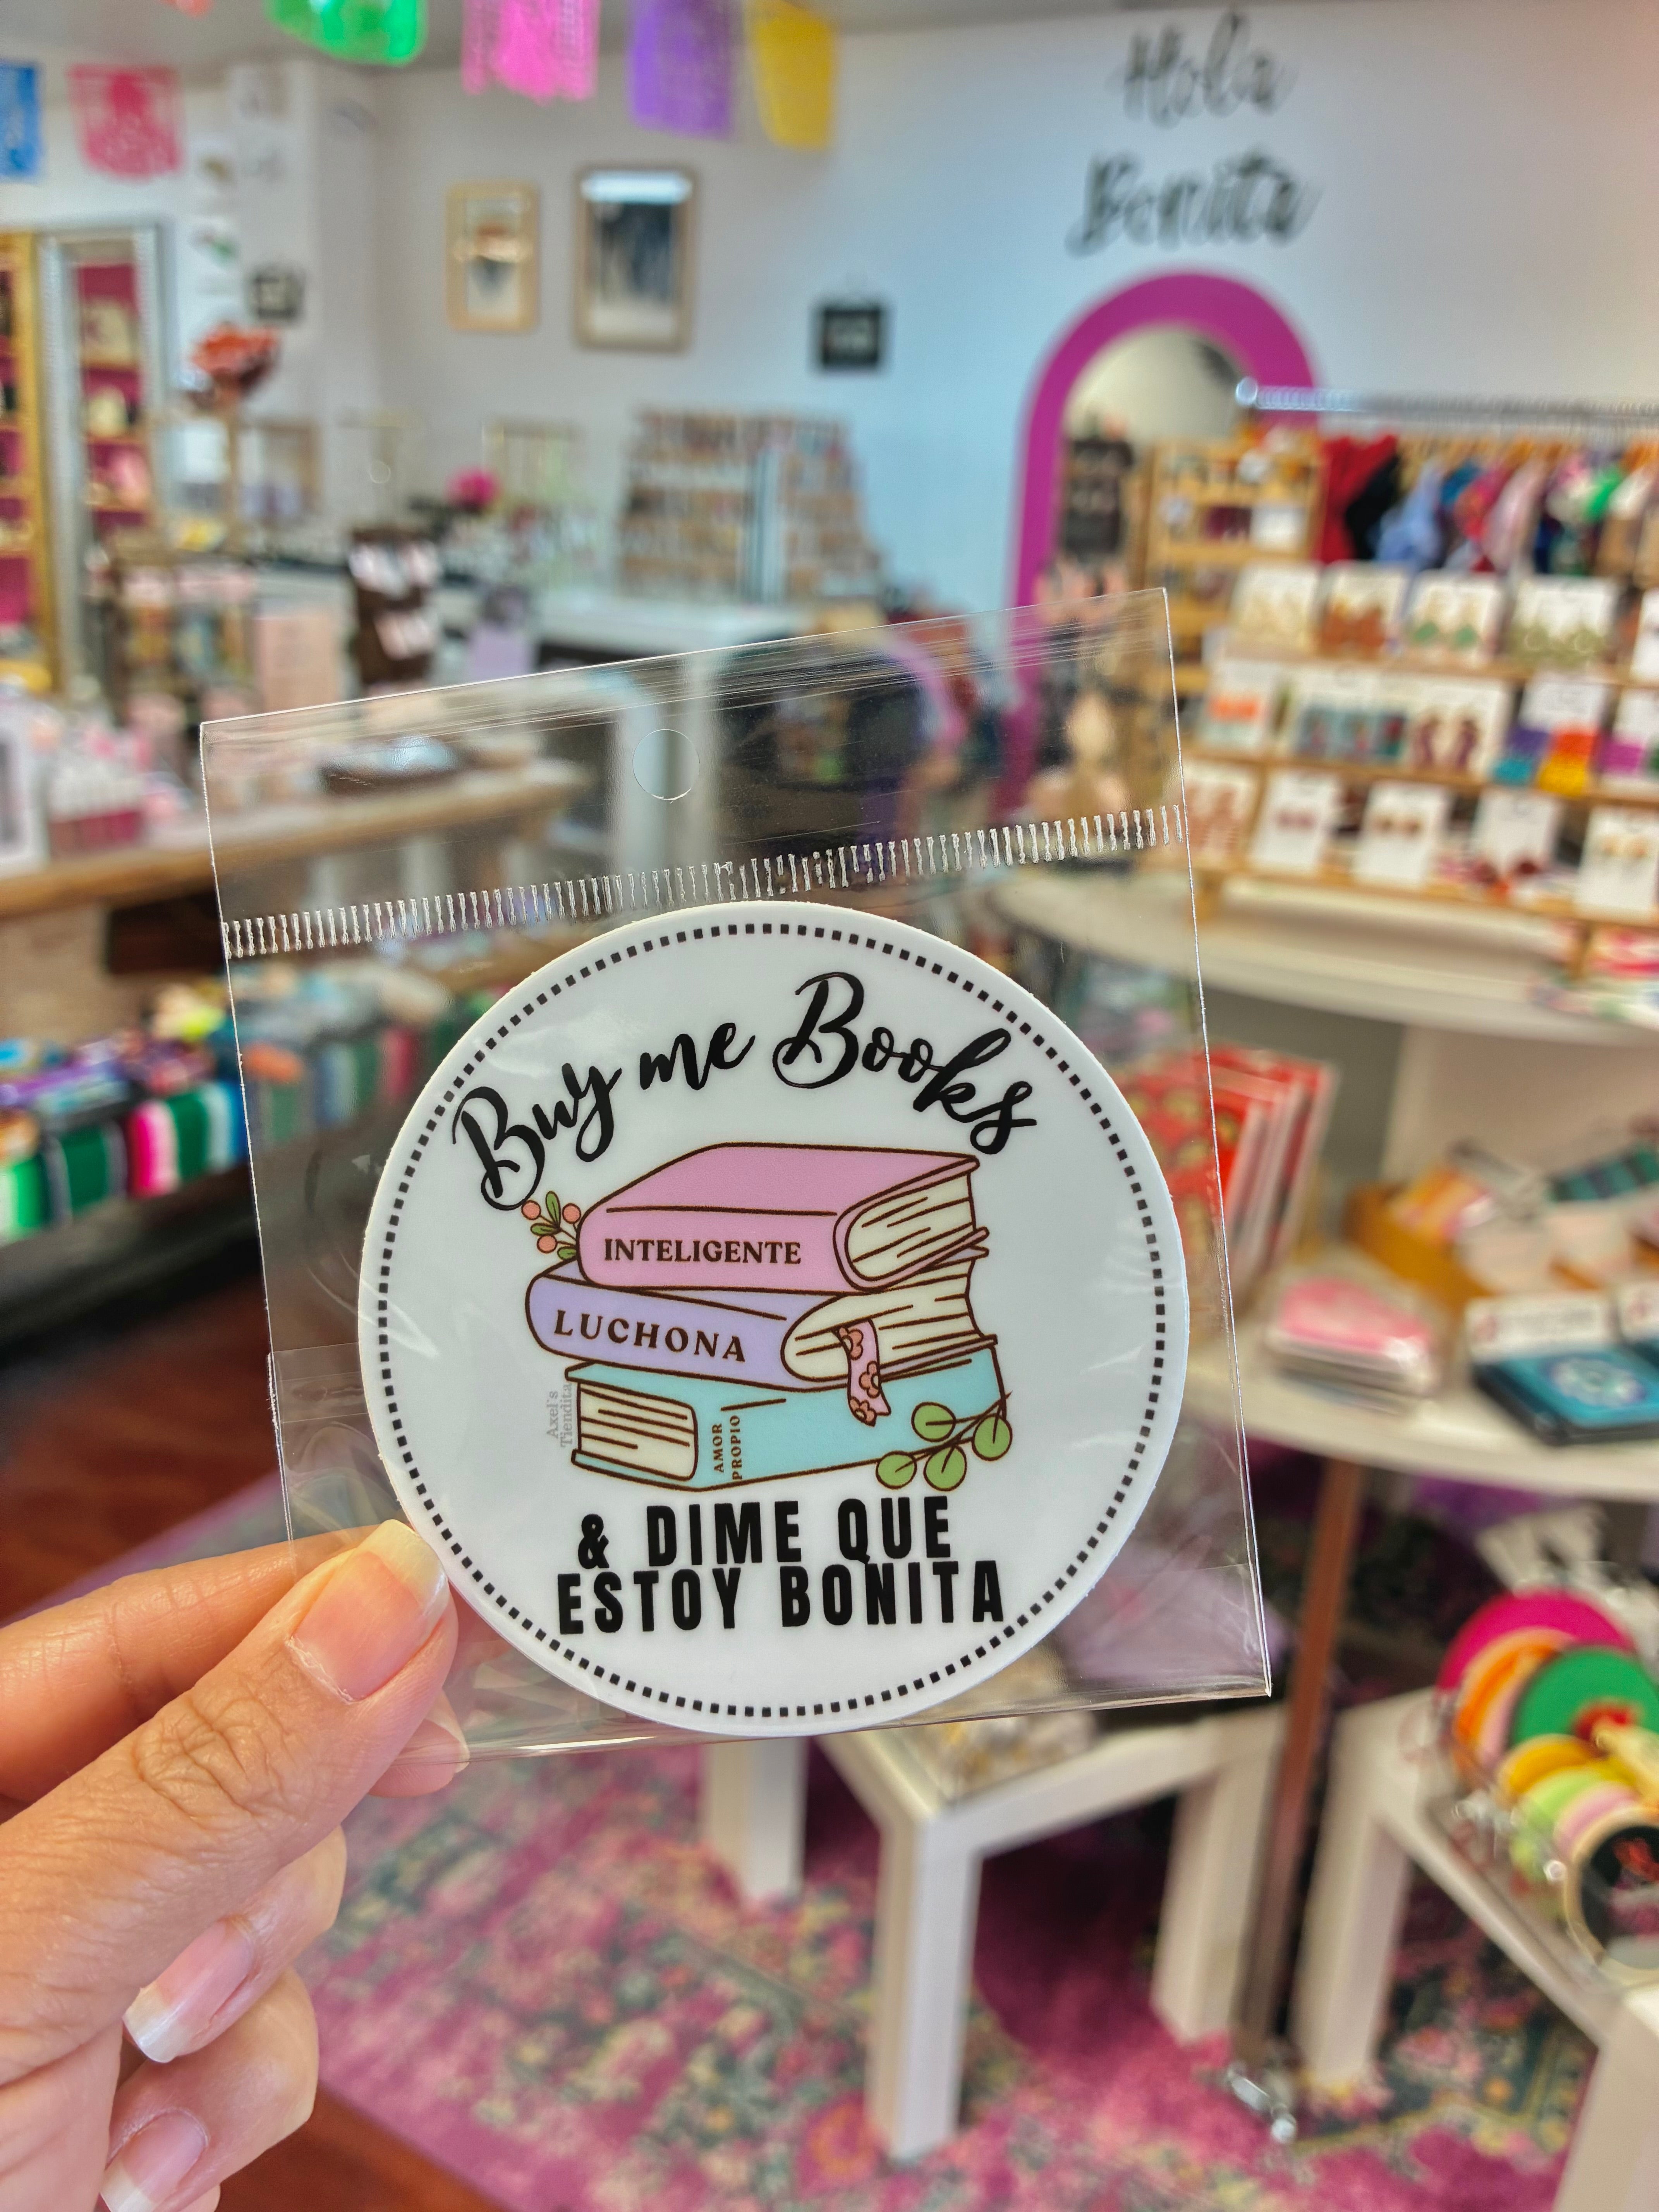 Hola
Bonita
Buy me Books
INTELIGENTE
LUCHONA
Axel's
Tiendita
AMOR
PROPIO
& DIME QUE
ESTOY BONITA